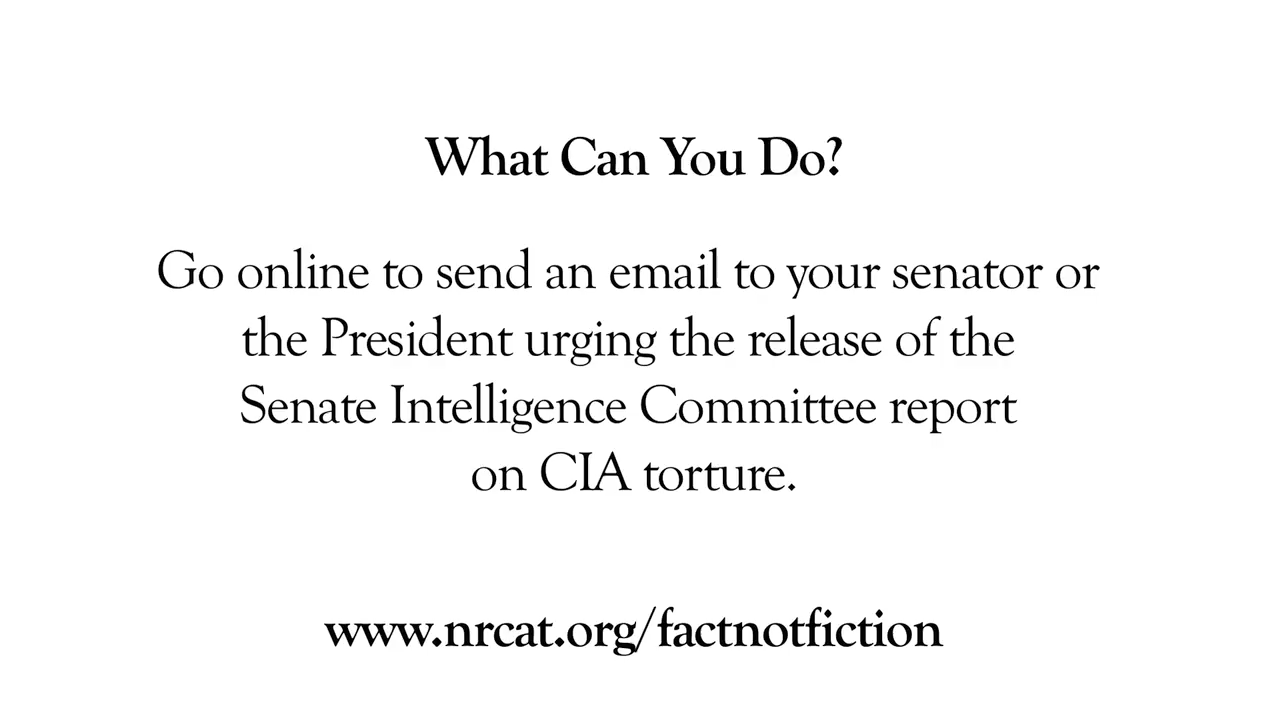 What Can You Do?
Go online to send an email to your senator or
the President urging the release of the
Senate Intelligence Committee report
on CIA torture.
www.nrcat.org/factnotfiction